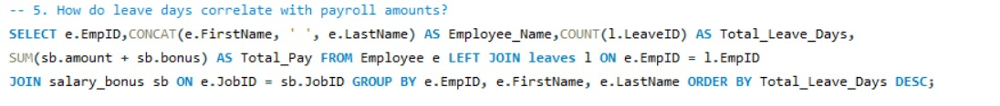 -- 5. How do leave days correlate with payroll amounts?
SELECT e.EmpID,CONCAT(e.FirstName, ' ', e.LastName) AS Employee_Name,COUNT(l.LeaveID) AS Total_Leave_Days,
SUM(sb.amount + sb.bonus) AS Total_Pay FROM Employee e LEFT JOIN leaves l ON e.EmpID = l.EmpID
JOIN salary_bonus sb ON e.JobID = sb.JobID GROUP BY e.EmpID, e.FirstName, e.LastName ORDER BY Total_Leave_Days DESC;